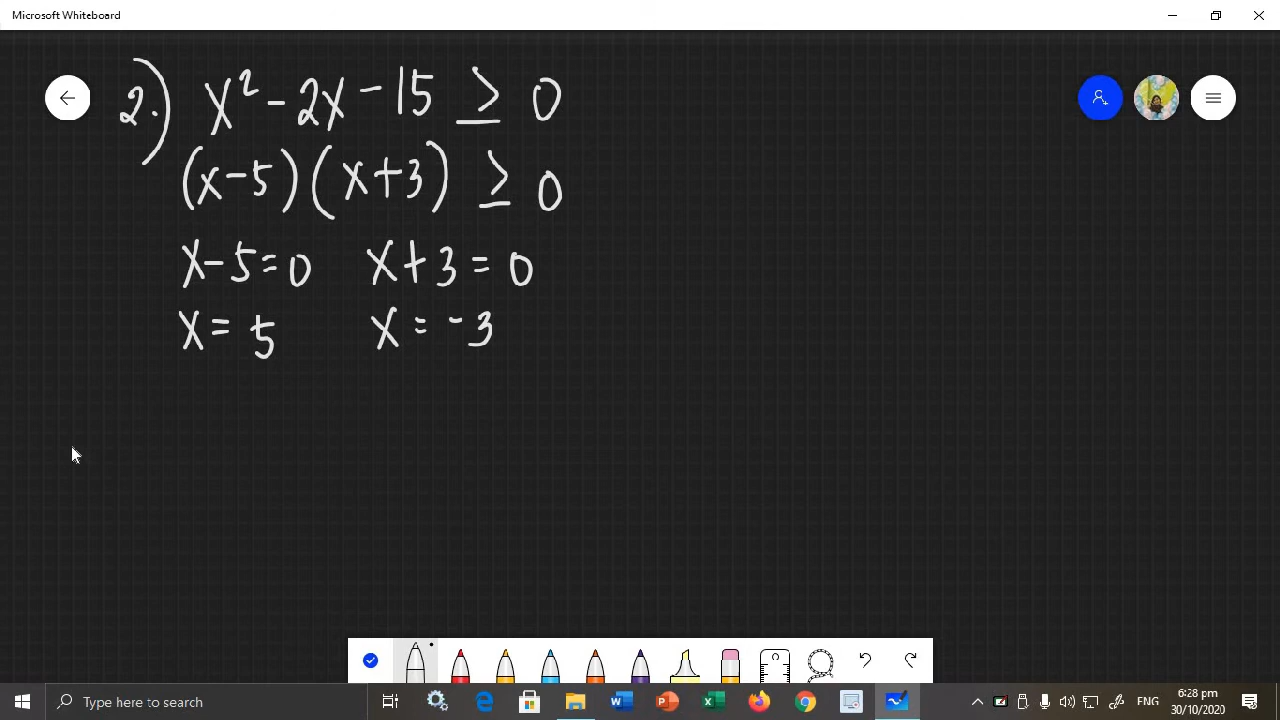 Microsoft Whiteboard
2.) x² - 2x - 15 ≥ 0
(x - 5)(x + 3) ≥ 0
x - 5 = 0 x + 3 = 0
x = 5 x = -3
Type here to search
ENG
6:28 pm
30/10/2020